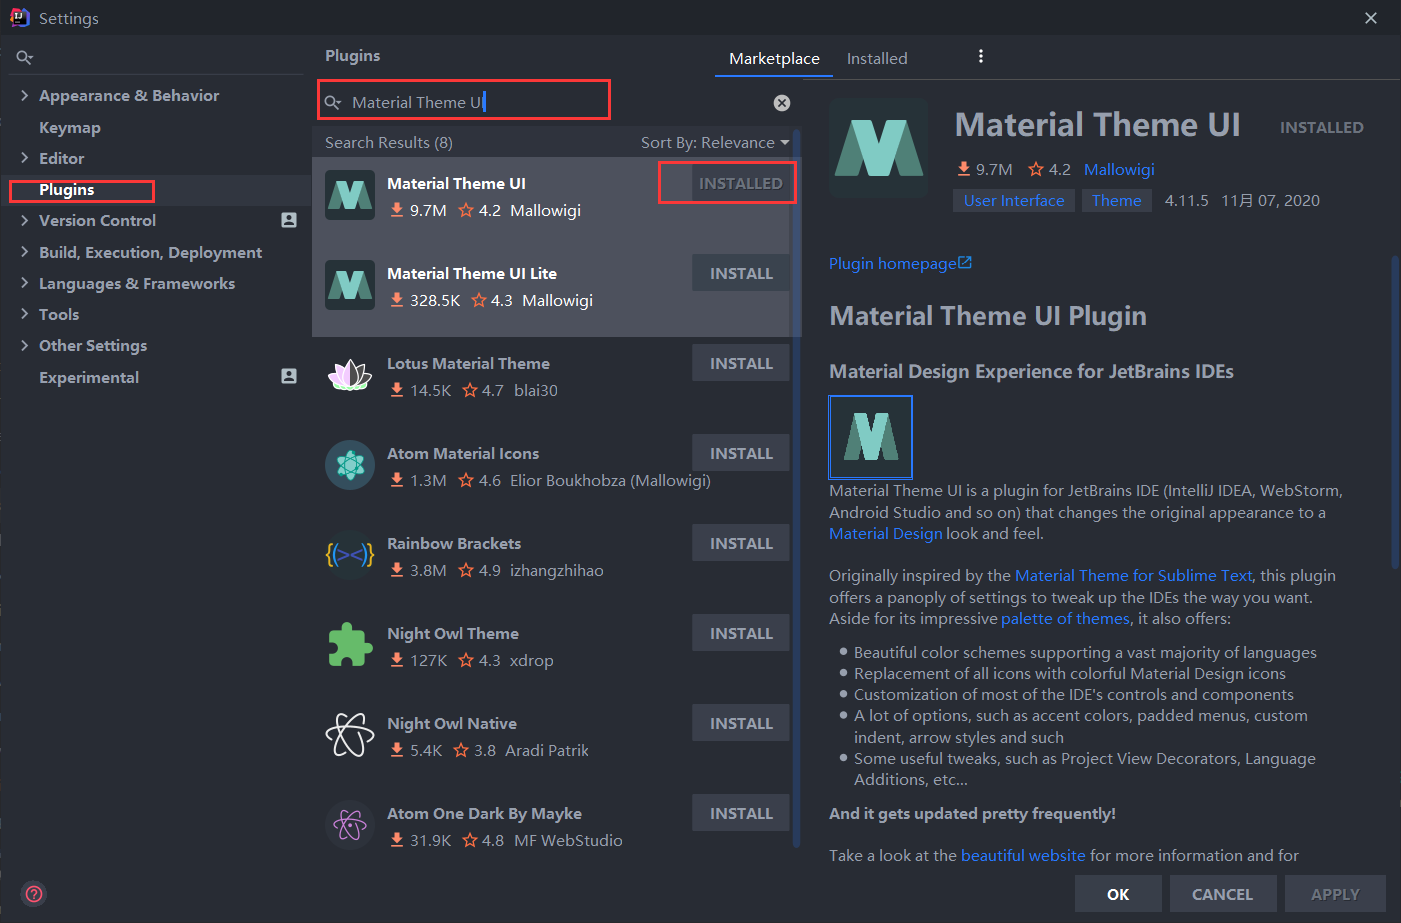 Settings
Appearance & Behavior
Keymap
Editor
Plugins
Version Control
Build, Execution, Deployment
Languages & Frameworks
Tools
Other Settings
Experimental
Plugins
Marketplace
Installed
Material Theme UI
Search Results (8)
Sort By: Relevance
Material Theme UI
INSTALLED
9.7M 4.2 Mallowigi
Material Theme UI Lite
INSTALL
328.5K 4.3 Mallowigi
Lotus Material Theme
INSTALL
14.5K 4.7 blai30
Atom Material Icons
INSTALL
1.3M 4.6 Elior Boukhobza (Mallowigi)
Rainbow Brackets
INSTALL
3.8M 4.9 izhangzhihao
Night Owl Theme
INSTALL
127K 4.3 xdrop
Night Owl Native
INSTALL
5.4K 3.8 Aradi Patrik
Atom One Dark By Mayke
INSTALL
31.9K 4.8 MF WebStudio
Material Theme UI
INSTALLED
9.7M 4.2 Mallowigi
User Interface Theme 4.11.5 11月 07, 2020
Plugin homepage
Material Theme UI Plugin
Material Design Experience for JetBrains IDEs
Material Theme UI is a plugin for JetBrains IDE (IntelliJ IDEA, WebStorm,
Android Studio and so on) that changes the original appearance to a
Material Design look and feel.
Originally inspired by the Material Theme for Sublime Text, this plugin
offers a panoply of settings to tweak up the IDEs the way you want.
Aside for its impressive palette of themes, it also offers:
Beautiful color schemes supporting a vast majority of languages
Replacement of all icons with colorful Material Design icons
Customization of most of the IDE's controls and components
A lot of options, such as accent colors, padded menus, custom
indent, arrow styles and such
Some useful tweaks, such as Project View Decorators, Language
Additions, etc...
And it gets updated pretty frequently!
Take a look at the beautiful website for more information and for
OK
CANCEL
APPLY